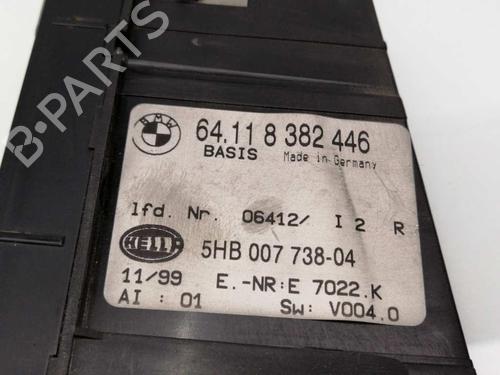 B-PARTS
BMW
64.11 8 382 446
BASIS Made in Germany
lfd. Nr. 06412/ I 2 R
HELLA 5HB 007 738-04
11/99 E.-NR:E 7022.K
AI : 01 SW: V004.0